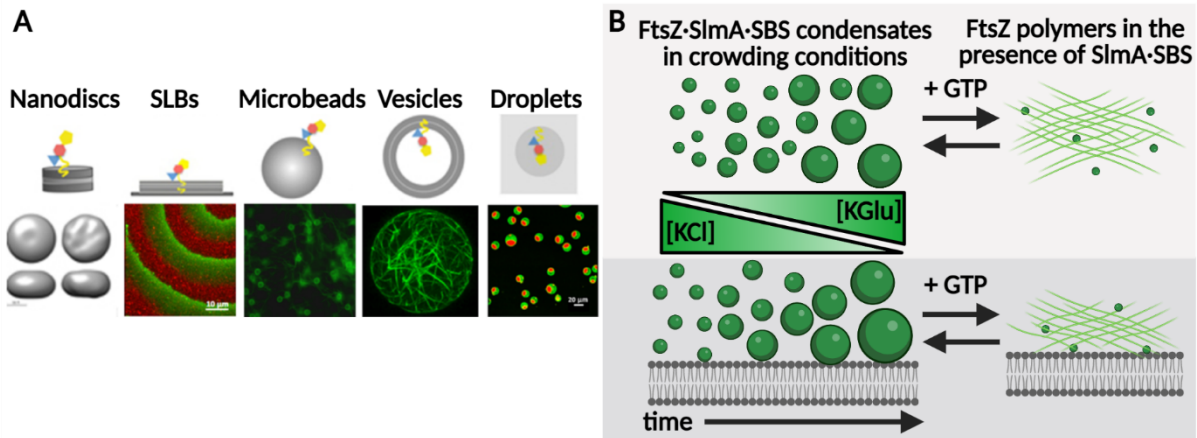 A
Nanodiscs SLBs Microbeads Vesicles Droplets
10 µm
20 µm
B
FtsZ·SlmA·SBS condensates
in crowding conditions
FtsZ polymers in the
presence of SlmA·SBS
+ GTP
[KGlu]
[KCl]
+ GTP
time